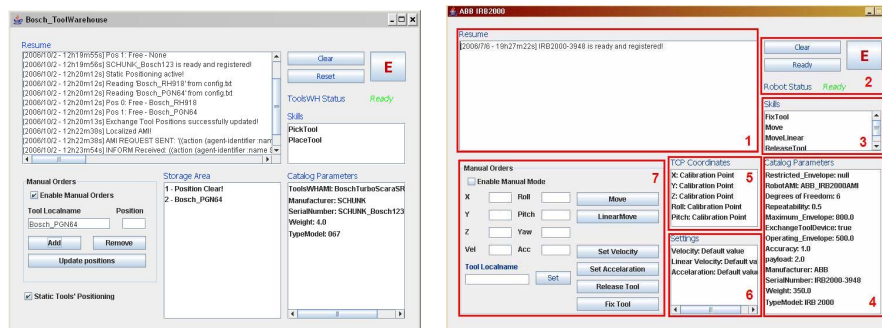 Bosch_ToolWarehouse
Resume
[2006/10/2 - 12h19m55s] Pos 1: Free - None
[2006/10/2 - 12h19m56s] SCHUNK_Bosch123 is ready and registered!
[2006/10/2 - 12h20m12s] Static Positioning active!
[2006/10/2 - 12h20m12s] Reading 'Bosch_RH918' from config.txt
[2006/10/2 - 12h20m12s] Reading 'Bosch_PGN64' from config.txt
[2006/10/2 - 12h20m12s] Pos 0: Free - Bosch_RH918
[2006/10/2 - 12h20m12s] Pos 1: Free - Bosch_PGN64
[2006/10/2 - 12h20m13s] Exchange Tool Positions successfully updated!
[2006/10/2 - 12h22m38s] Localized AMI!
[2006/10/2 - 12h22m38s] AMI REQUEST SENT: '((action (agent-identifier :nam
[2006/10/2 - 12h23m54s] INFORM Received: ((action (agent-identifier :name S
Clear
Reset
E
ToolsWH Status Ready
Skills
PickTool
PlaceTool
Manual Orders
Enable Manual Orders
Tool Localname Position
Bosch_PGN64
Add Remove
Update positions
Static Tools' Positioning
Storage Area
1 - Position Clear!
2 - Bosch_PGN64
Catalog Parameters
ToolsWHAMI: BoschTurboScaraSR
Manufacturer: SCHUNK
SerialNumber: SCHUNK_Bosch123
Weight: 4.0
TypeModel: 067
ABB IRB2000
Resume
[2006/7/6 - 19h27m22s] IRB2000-3948 is ready and registered!
1
Clear
Ready
E
Robot Status Ready 2
Skills
FixTool
Move
MoveLinear
ReleaseTool
3
Manual Orders 7
Enable Manual Mode
X Roll Move
Y Pitch LinearMove
Z Yaw
Vel Acc Set Velocity
Tool Localname
Set
Set Accelaration
Release Tool
Fix Tool
TCP Coordinates
X: Calibration Point 5
Y: Calibration Point
Z: Calibration Point
Roll: Calibration Point
Pitch: Calibration Point
Settings
Velocity: Default value
Linear Velocity: Default va
Accelaration: Default valu
6
Catalog Parameters
Restricted_Envelope: null
RobotAMI: ABB_IRB2000AMI
Degrees of Freedom: 6
Repeatability: 0.5
Maximum_Envelope: 800.0
ExchangeToolDevice: true
Operating_Envelope: 500.0
Accuracy: 1.0
payload: 2.0
Manufacturer: ABB
SerialNumber: IRB2000-3948
Weight: 350.0
TypeModel: IRB 2000
4